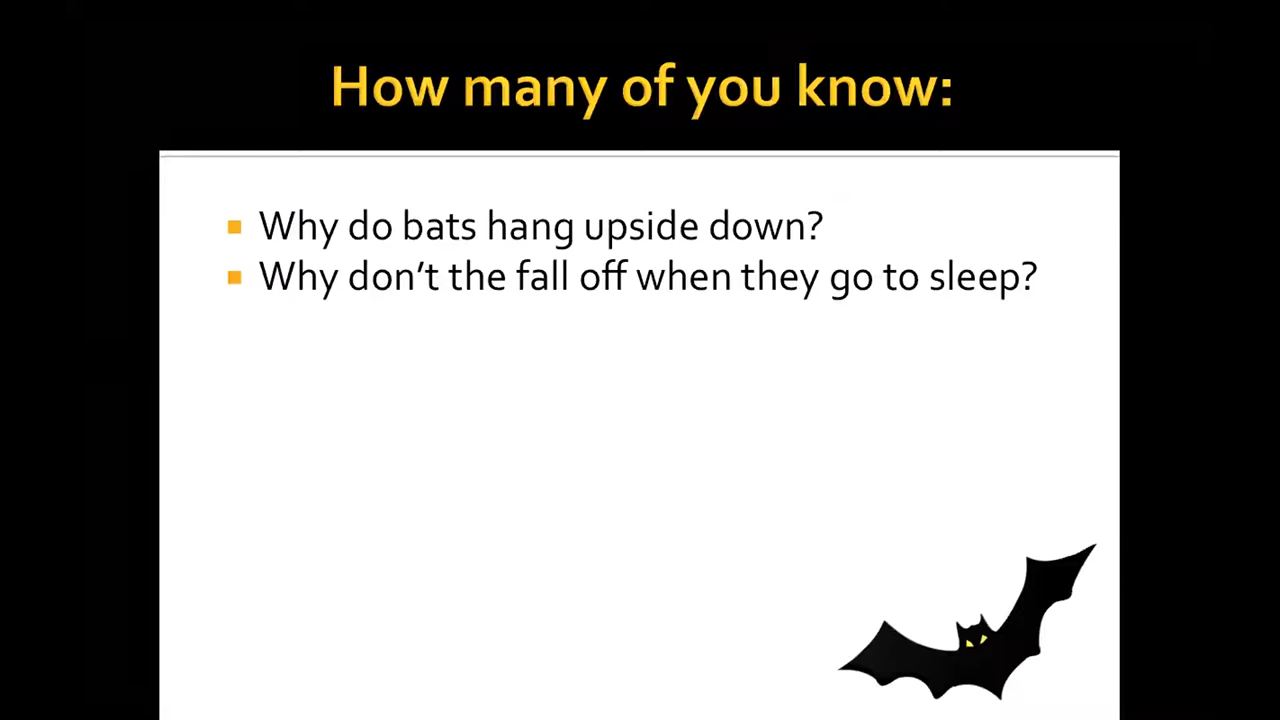 How many of you know:
Why do bats hang upside down?
Why don’t the fall off when they go to sleep?